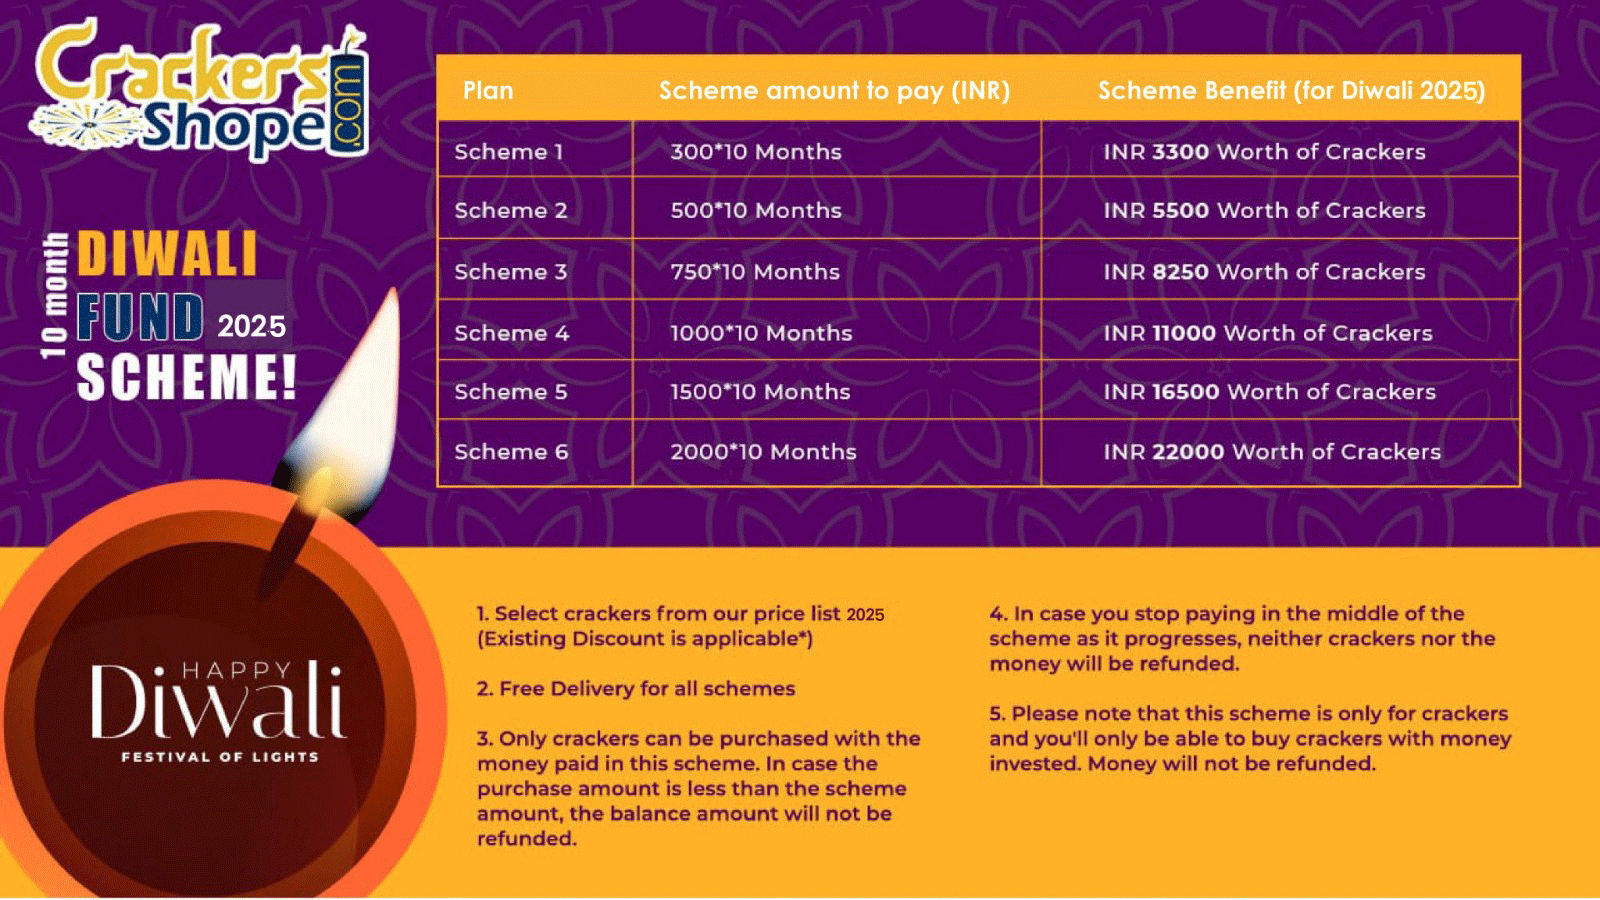 Crackers
Shope.com
10 month
DIWALI
FUND 2025
SCHEME!
Plan Scheme amount to pay (INR) Scheme Benefit (for Diwali 2025)
Scheme 1 300*10 Months INR 3300 Worth of Crackers
Scheme 2 500*10 Months INR 5500 Worth of Crackers
Scheme 3 750*10 Months INR 8250 Worth of Crackers
Scheme 4 1000*10 Months INR 11000 Worth of Crackers
Scheme 5 1500*10 Months INR 16500 Worth of Crackers
Scheme 6 2000*10 Months INR 22000 Worth of Crackers
HAPPY
Diwali
FESTIVAL OF LIGHTS
1. Select crackers from our price list 2025
(Existing Discount is applicable*)
2. Free Delivery for all schemes
3. Only crackers can be purchased with the
money paid in this scheme. In case the
purchase amount is less than the scheme
amount, the balance amount will not be
refunded.
4. In case you stop paying in the middle of the
scheme as it progresses, neither crackers nor the
money will be refunded.
5. Please note that this scheme is only for crackers
and you'll only be able to buy crackers with money
invested. Money will not be refunded.